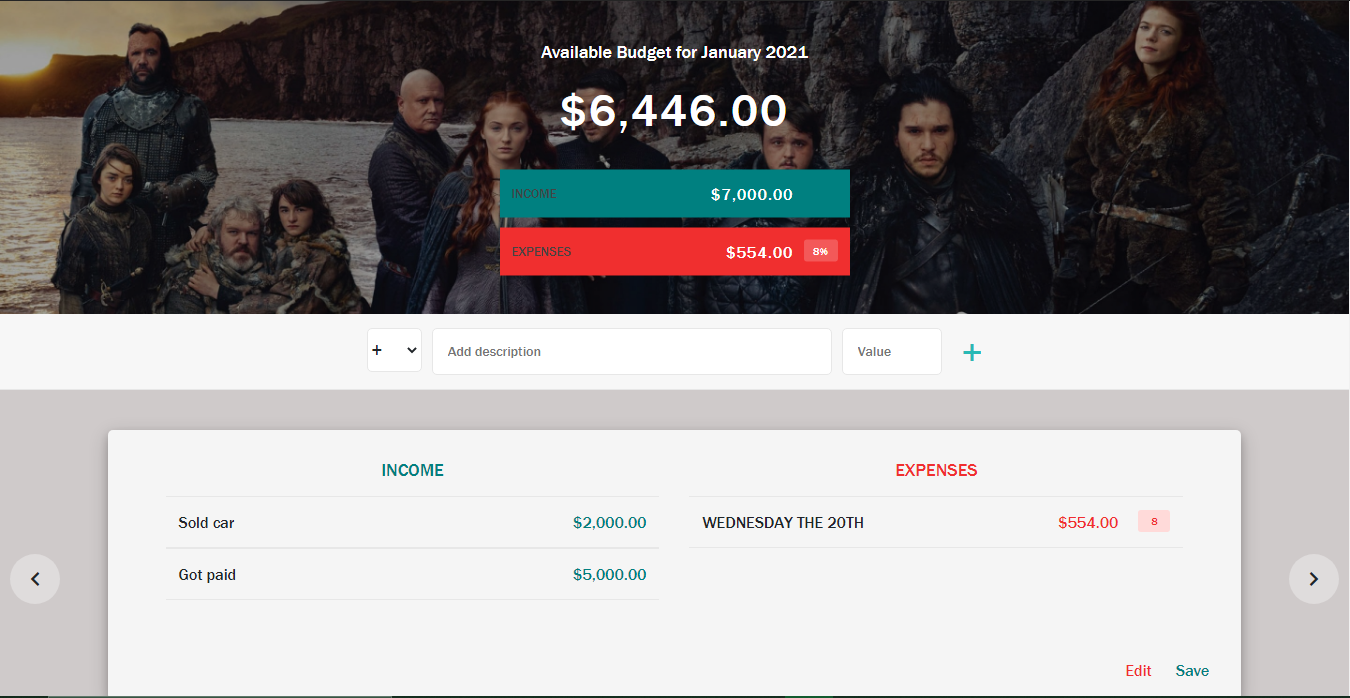 Available Budget for January 2021
$6,446.00
INCOME $7,000.00
EXPENSES $554.00 8%
+ Add description Value +
INCOME
Sold car $2,000.00
Got paid $5,000.00
EXPENSES
WEDNESDAY THE 20TH $554.00 8
Edit Save